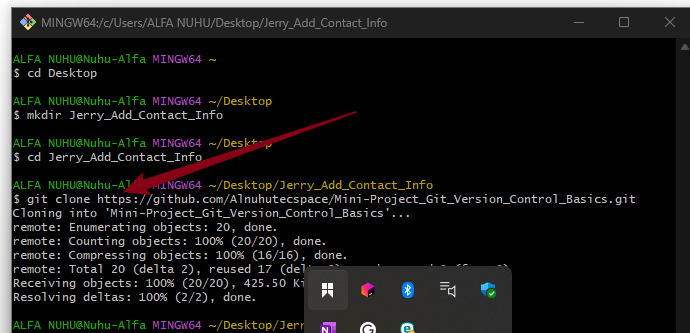 MINGW64:/c/Users/ALFA NUHU/Desktop/Jerry_Add_Contact_Info
ALFA NUHU@Nuhu-Alfa MINGW64 ~
$ cd Desktop
ALFA NUHU@Nuhu-Alfa MINGW64 ~/Desktop
$ mkdir Jerry_Add_Contact_Info
ALFA NUHU@Nuhu-Alfa MINGW64 ~/Desktop
$ cd Jerry_Add_Contact_Info
ALFA NUHU@Nuhu-Alfa MINGW64 ~/Desktop/Jerry_Add_Contact_Info
$ git clone https://github.com/Alnuhutecspace/Mini-Project_Git_Version_Control_Basics.git
Cloning into 'Mini-Project_Git_Version_Control_Basics'...
remote: Enumerating objects: 20, done.
remote: Counting objects: 100% (20/20), done.
remote: Compressing objects: 100% (16/16), done.
remote: Total 20 (delta 2), reused 17
Receiving objects: 100% (20/20), 425.50
Resolving deltas: 100% (2/2), done.
ALFA NUHU@Nuhu-Alfa MINGW64 ~/Desktop/Jerr